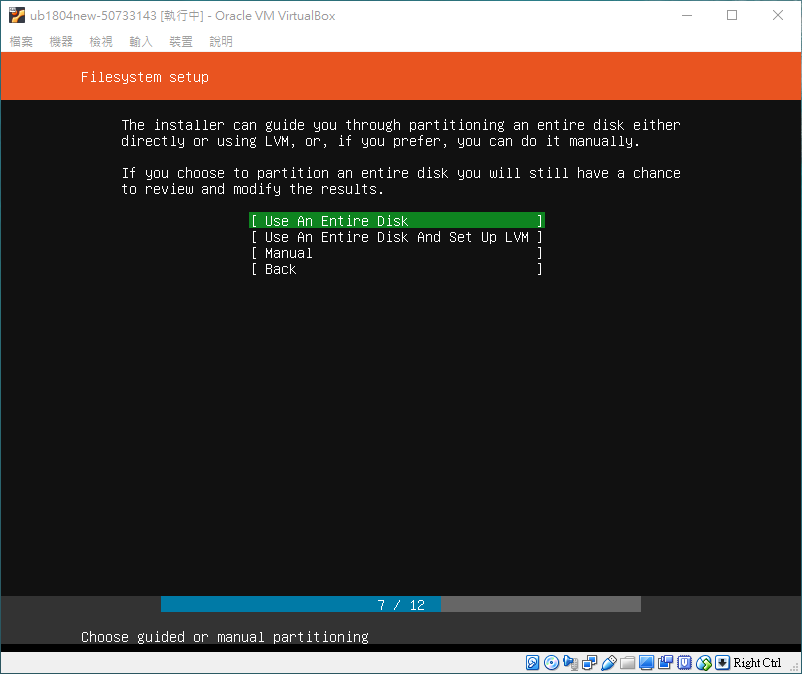 ub1804new-50733143 [執行中] - Oracle VM VirtualBox
檔案 機器 檢視 輸入 裝置 說明
Filesystem setup
The installer can guide you through partitioning an entire disk either
directly or using LVM, or, if you prefer, you can do it manually.
If you choose to partition an entire disk you will still have a chance
to review and modify the results.
[ Use An Entire Disk ]
[ Use An Entire Disk And Set Up LVM ]
[ Manual ]
[ Back ]
7 / 12
Choose guided or manual partitioning
Right Ctrl